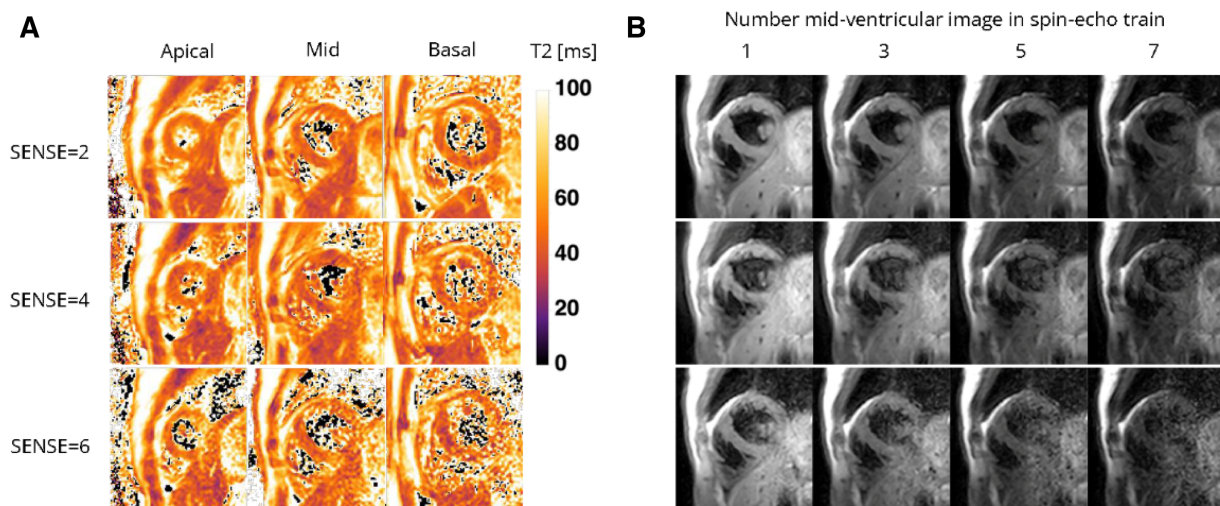 A
Apical Mid Basal T2 [ms]
SENSE=2
SENSE=4
SENSE=6
100
80
60
40
20
0
B
Number mid-ventricular image in spin-echo train
1 3 5 7